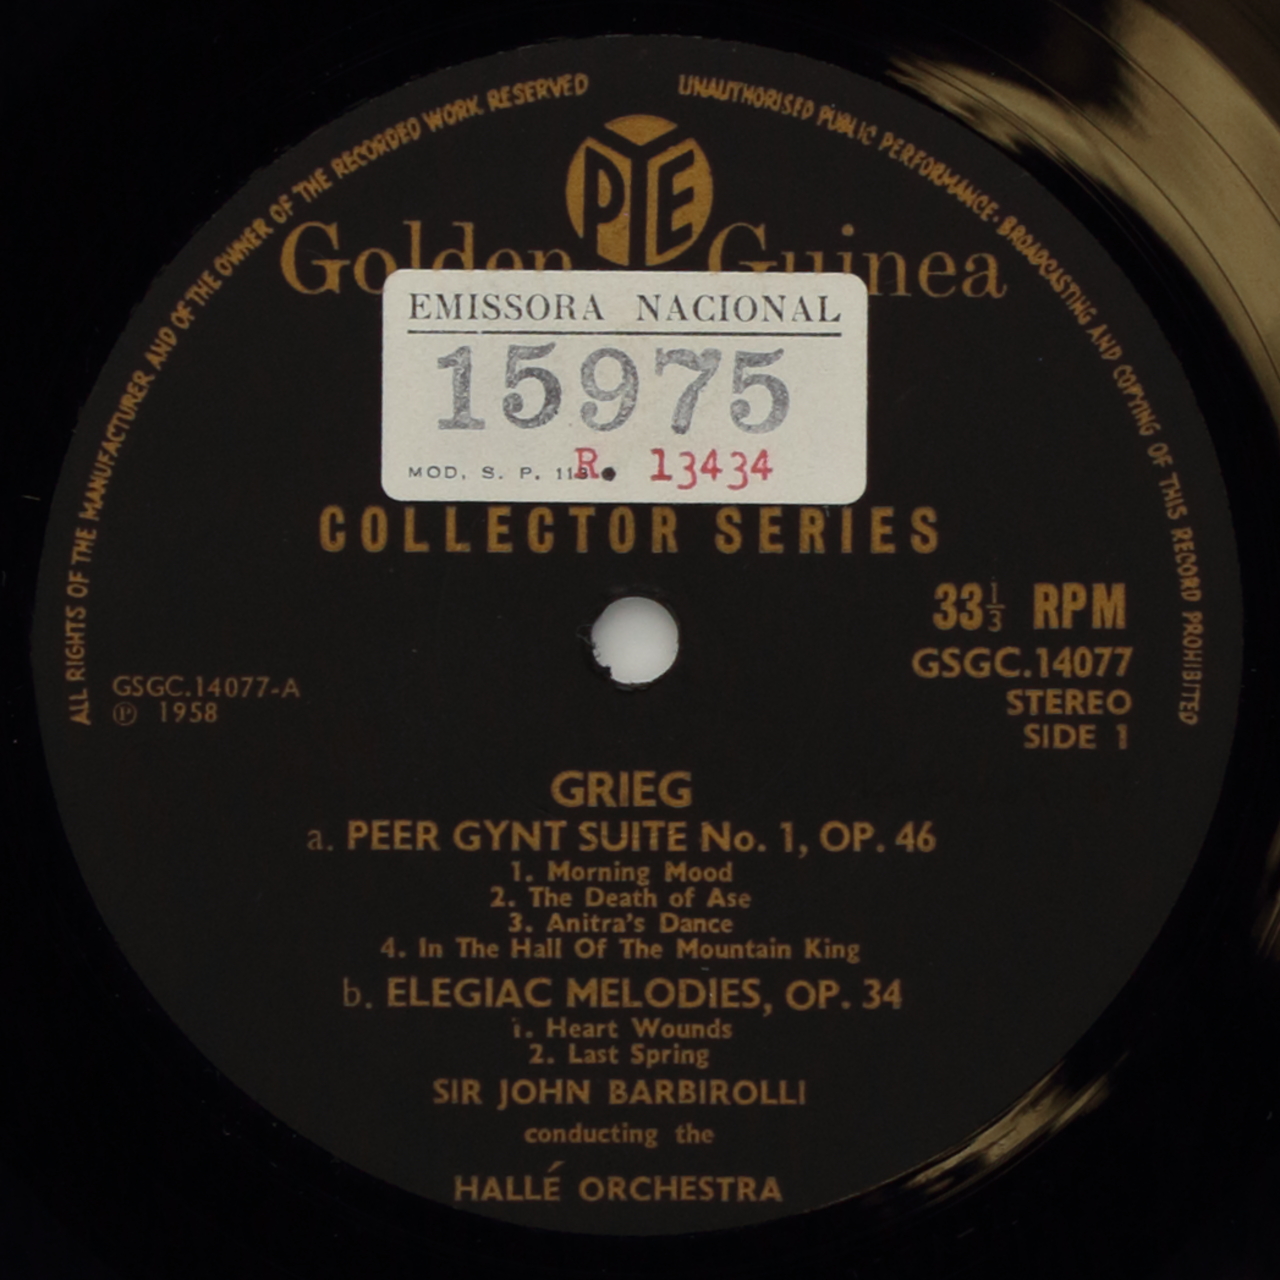 ALL RIGHTS OF THE MANUFACTURER AND OF THE OWNER OF THE RECORDED WORK RESERVED
UNAUTHORISED PUBLIC PERFORMANCE · BROADCASTING AND COPYING OF THIS RECORD PROHIBITED
PYE
Golden Guinea
EMISSORA NACIONAL
15975
MOD. S. P. 113 R. 13434
COLLECTOR SERIES
33 1/3 RPM
GSGC.14077
STEREO
SIDE 1
GSGC.14077-A
℗ 1958
GRIEG
a. PEER GYNT SUITE No. 1, OP. 46
1. Morning Mood
2. The Death of Ase
3. Anitra's Dance
4. In The Hall Of The Mountain King
b. ELEGIAC MELODIES, OP. 34
1. Heart Wounds
2. Last Spring
SIR JOHN BARBIROLLI
conducting the
HALLÉ ORCHESTRA